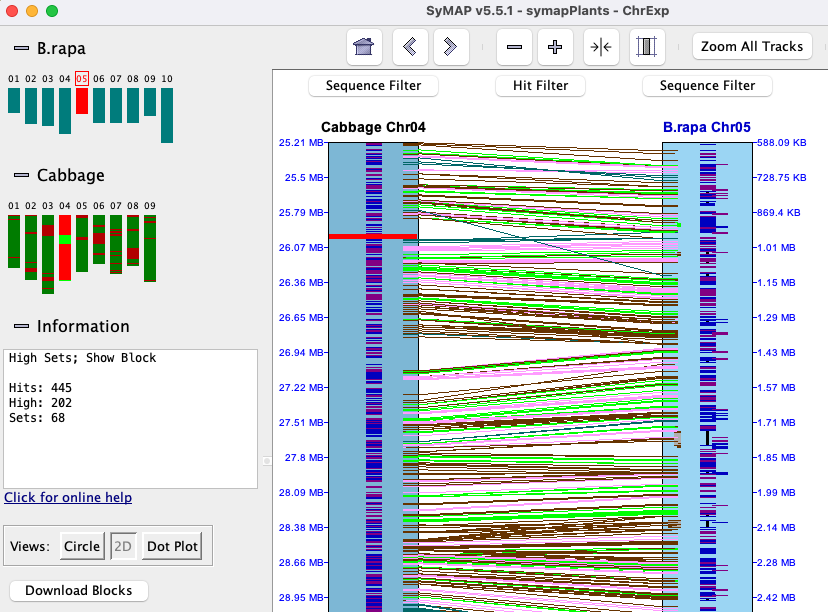 SyMAP v5.5.1 - symapPlants - ChrExp
B.rapa
01 02 03 04 05 06 07 08 09 10
Cabbage
01 02 03 04 05 06 07 08 09
Information
High Sets; Show Block
Hits: 445
High: 202
Sets: 68
Click for online help
Views: Circle 2D Dot Plot
Download Blocks
Zoom All Tracks
Sequence Filter Hit Filter Sequence Filter
Cabbage Chr04 B.rapa Chr05
25.21 MB 588.09 KB
25.5 MB 728.75 KB
25.79 MB 869.4 KB
26.07 MB 1.01 MB
26.36 MB 1.15 MB
26.65 MB 1.29 MB
26.94 MB 1.43 MB
27.22 MB 1.57 MB
27.51 MB 1.71 MB
27.8 MB 1.85 MB
28.09 MB 1.99 MB
28.38 MB 2.14 MB
28.66 MB 2.28 MB
28.95 MB 2.42 MB